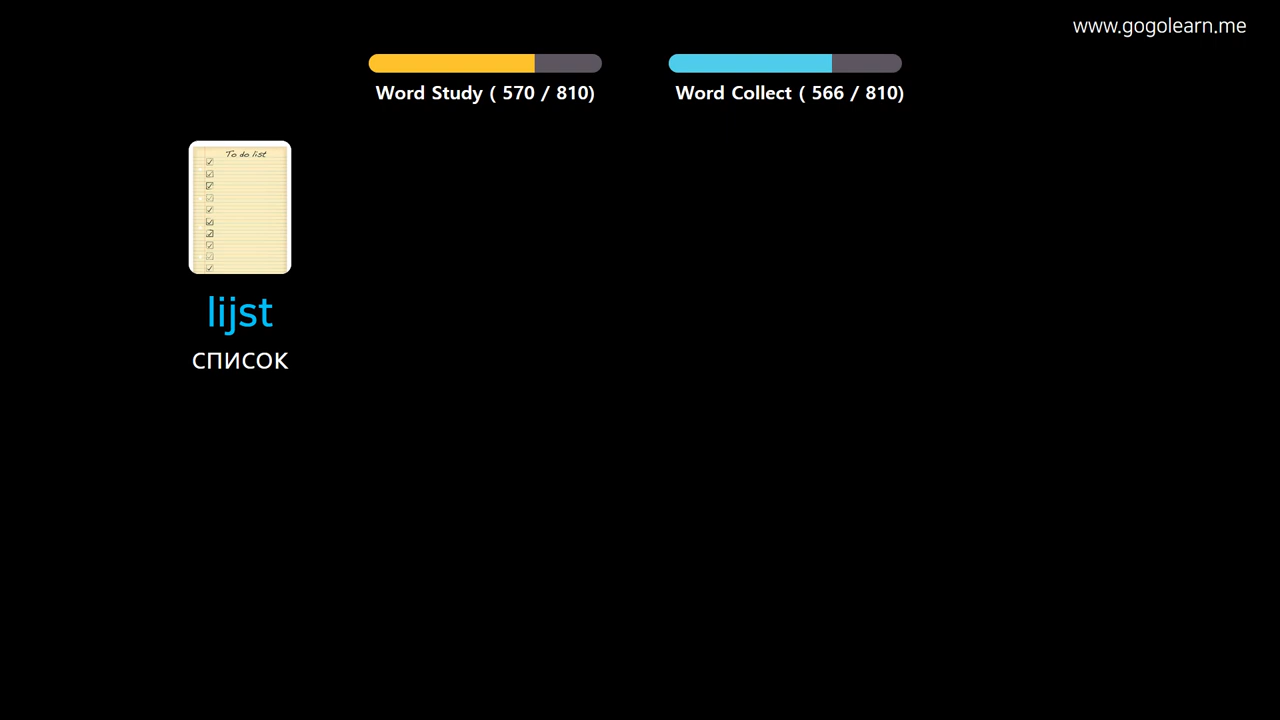 www.gogolearn.me
Word Study ( 570 / 810)
Word Collect ( 566 / 810)
To do list
lijst
список